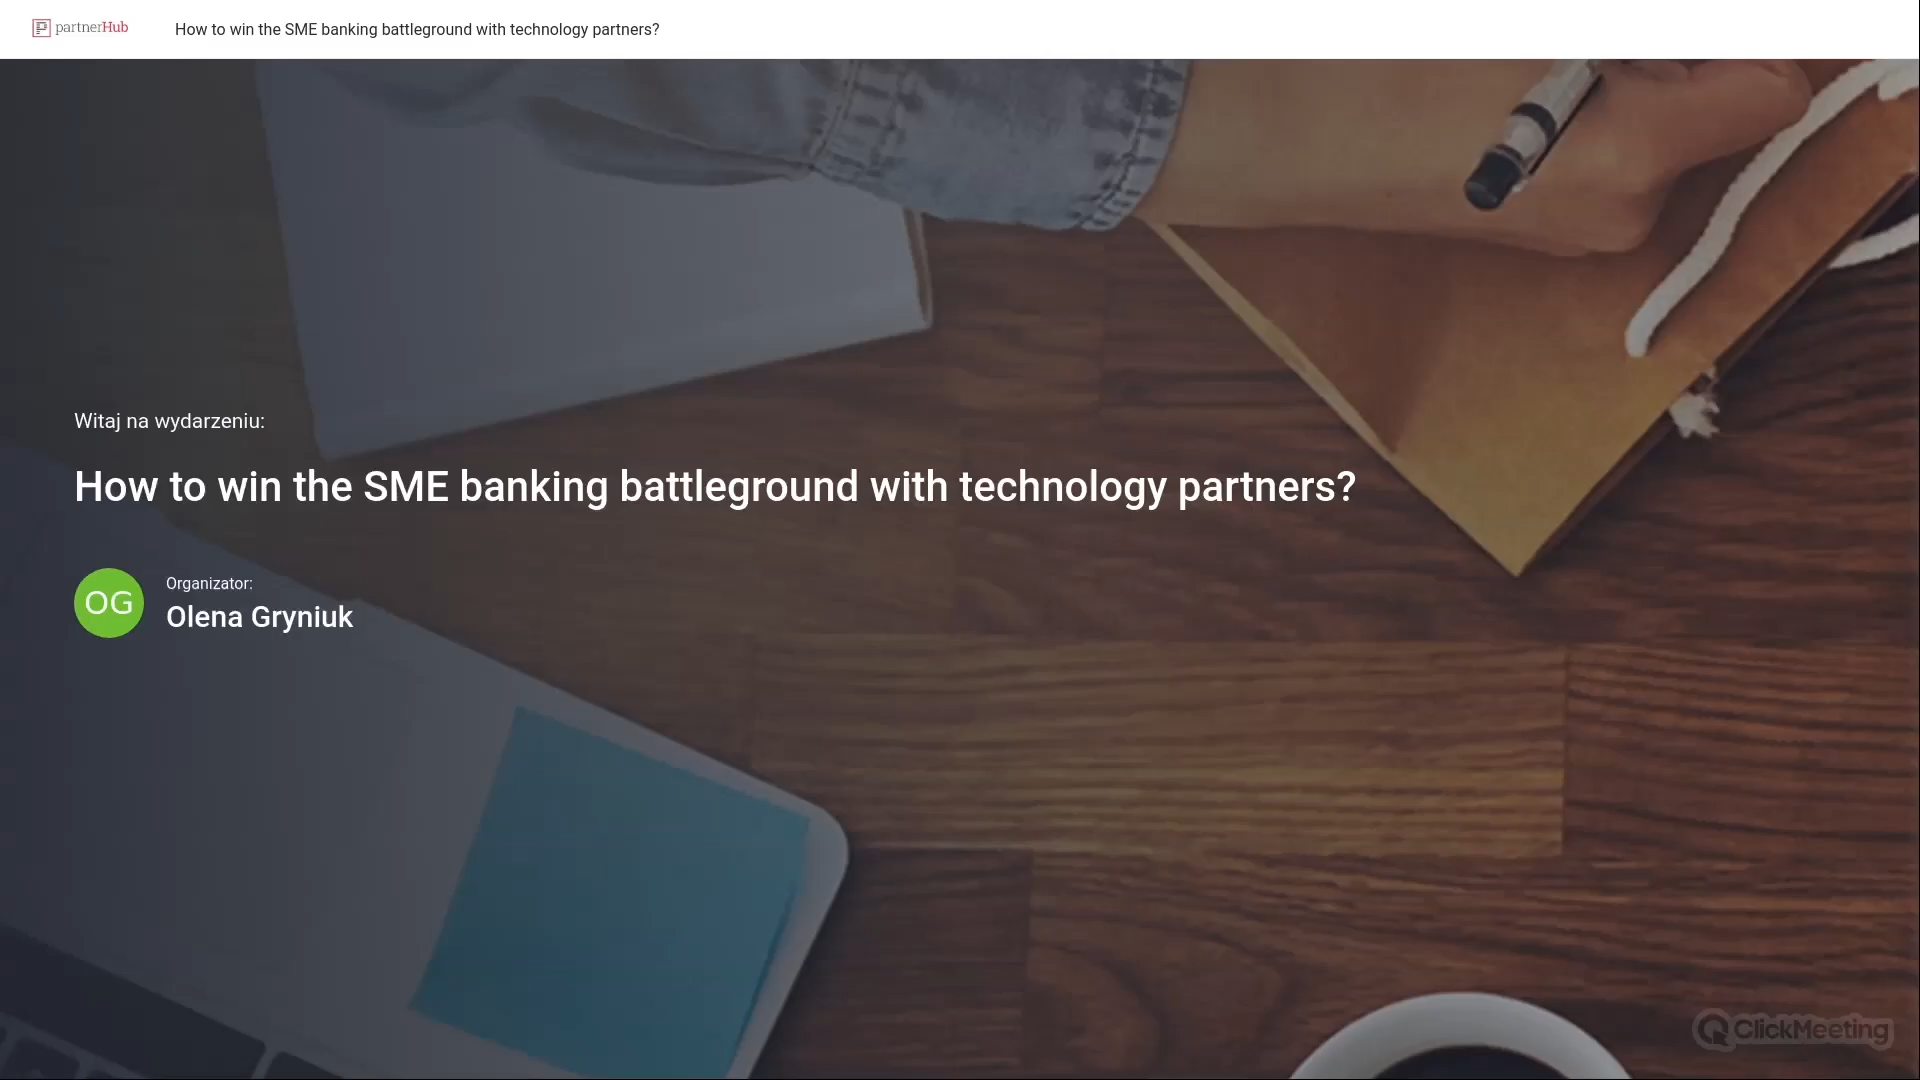 partnerHub
How to win the SME banking battleground with technology partners?
Witaj na wydarzeniu:
How to win the SME banking battleground with technology partners?
OG
Organizator:
Olena Gryniuk
ClickMeeting